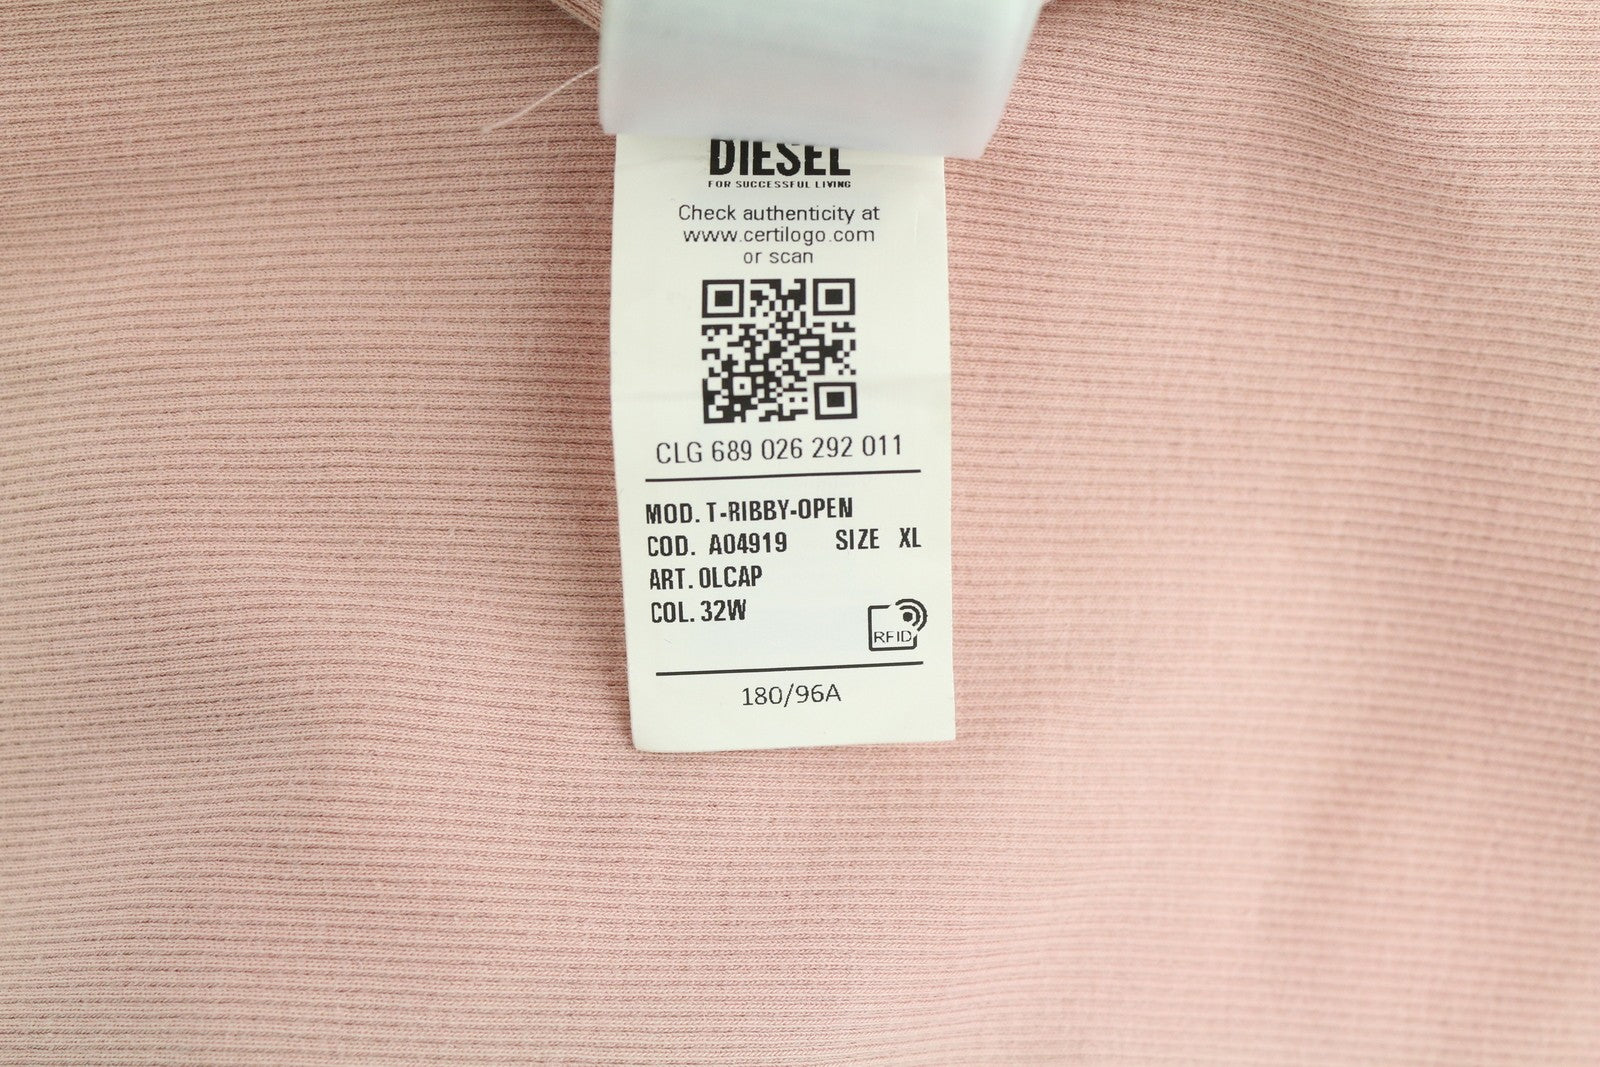 DIESEL
FOR SUCCESSFUL LIVING
Check authenticity at
www.certilogo.com
or scan
CLG 689 026 292 011
MOD. T-RIBBY-OPEN
COD. A04919 SIZE XL
ART. 0LCAP
COL. 32W
RFID
180/96A